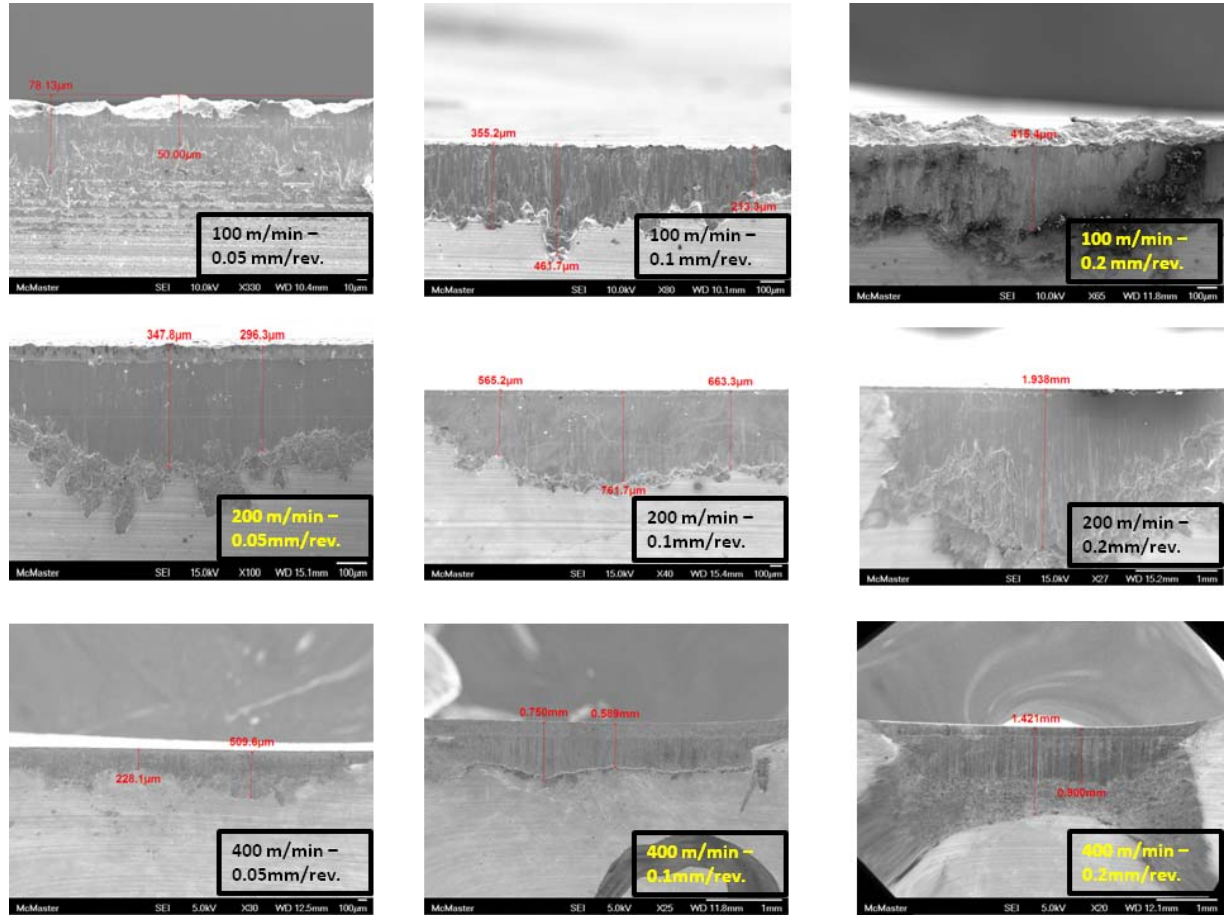 78.13µm
50.00µm
100 m/min –
0.05 mm/rev.
McMaster SEI 10.0kV X330 WD 10.4mm 10µm
355.2µm
213.3µm
461.7µm
100 m/min –
0.1 mm/rev.
McMaster SEI 10.0kV X80 WD 10.1mm 100µm
415.4µm
100 m/min –
0.2 mm/rev.
McMaster SEI 10.0kV X65 WD 11.8mm 100µm
347.8µm 296.3µm
200 m/min –
0.05mm/rev.
McMaster SEI 15.0kV X100 WD 15.1mm 100µm
565.2µm 663.3µm
761.7µm
200 m/min –
0.1mm/rev.
McMaster SEI 15.0kV X40 WD 15.4mm 100µm
1.938mm
200 m/min –
0.2mm/rev.
McMaster SEI 15.0kV X27 WD 15.2mm 1mm
509.6µm
228.1µm
400 m/min –
0.05mm/rev.
McMaster SEI 5.0kV X30 WD 12.5mm 100µm
0.750mm 0.589mm
400 m/min –
0.1mm/rev.
McMaster SEI 5.0kV X25 WD 11.8mm 1mm
1.421mm
0.900mm
400 m/min –
0.2mm/rev.
McMaster SEI 5.0kV X20 WD 12.1mm 1mm